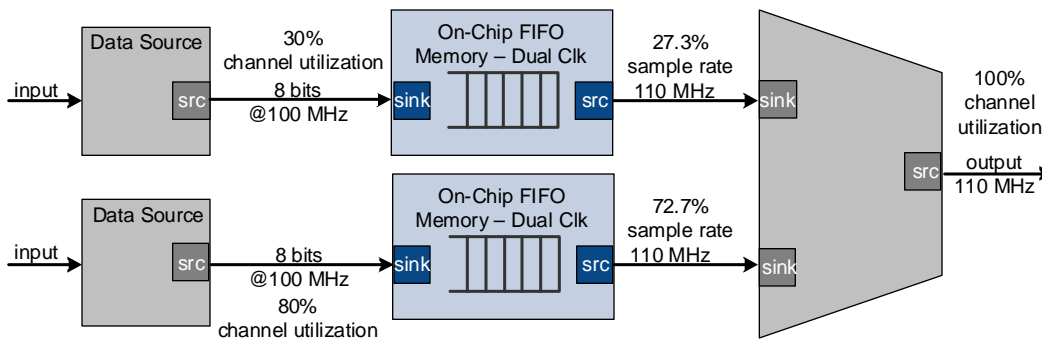 Data Source
input
src
30%
channel utilization
8 bits
@100 MHz
On-Chip FIFO
Memory – Dual Clk
sink
src
27.3%
sample rate
110 MHz
sink
100%
channel
utilization
src
output
110 MHz
Data Source
input
src
8 bits
@100 MHz
80%
channel utilization
On-Chip FIFO
Memory – Dual Clk
sink
src
72.7%
sample rate
110 MHz
sink